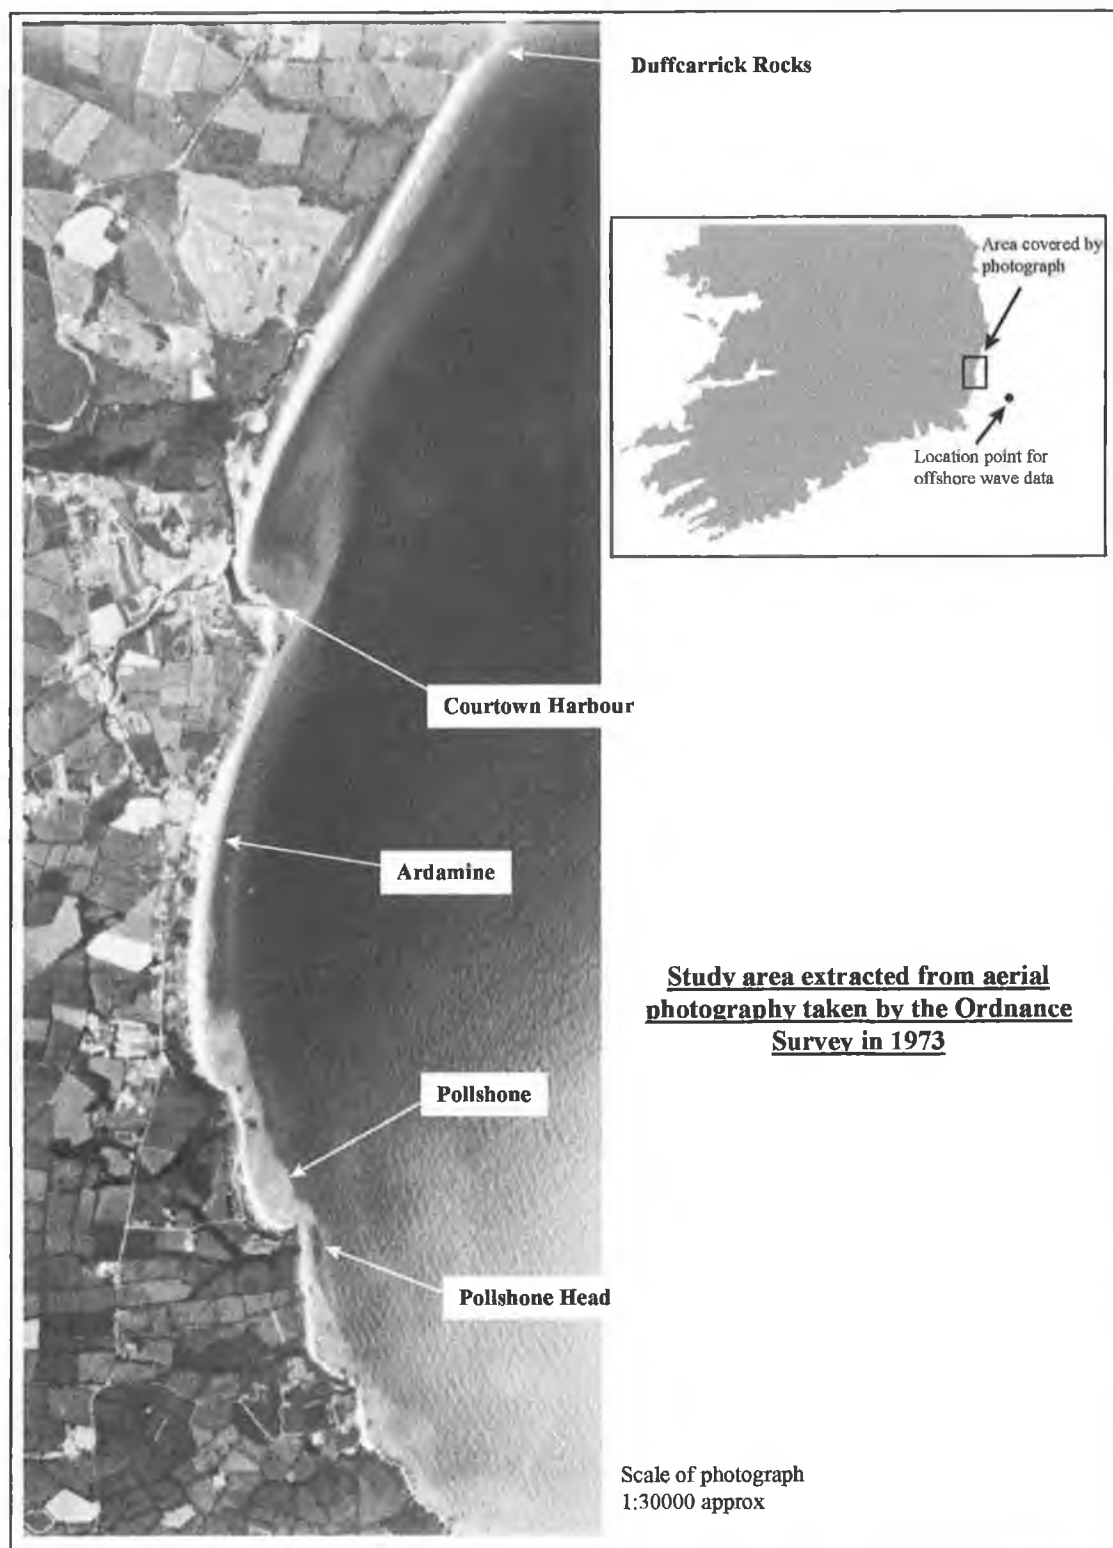 Duffcarrick Rocks
Area covered by
photograph
Location point for
offshore wave data
Courtown Harbour
Ardamine
Study area extracted from aerial
photography taken by the Ordnance
Survey in 1973
Pollshone
Pollshone Head
Scale of photograph
1:30000 approx